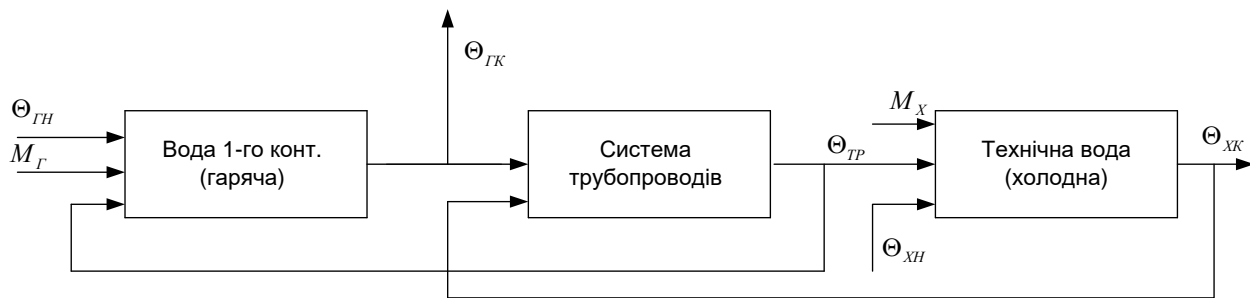 Θ_ГК
Θ_ГН
M_Г
Вода 1-го конт.
(гаряча)
Система
трубопроводів
Θ_ТР
M_Х
Технічна вода
(холодна)
Θ_ХК
Θ_ХН